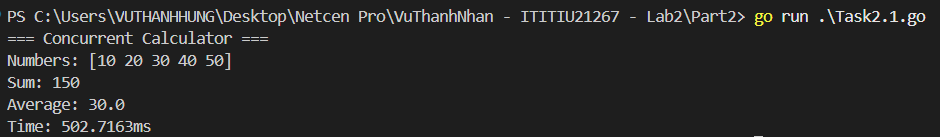 PS C:\Users\VUTHANHHUNG\Desktop\Netcen Pro\VuThanhNhan - ITITIU21267 - Lab2\Part2> go run .\Task2.1.go
=== Concurrent Calculator ===
Numbers: [10 20 30 40 50]
Sum: 150
Average: 30.0
Time: 502.7163ms